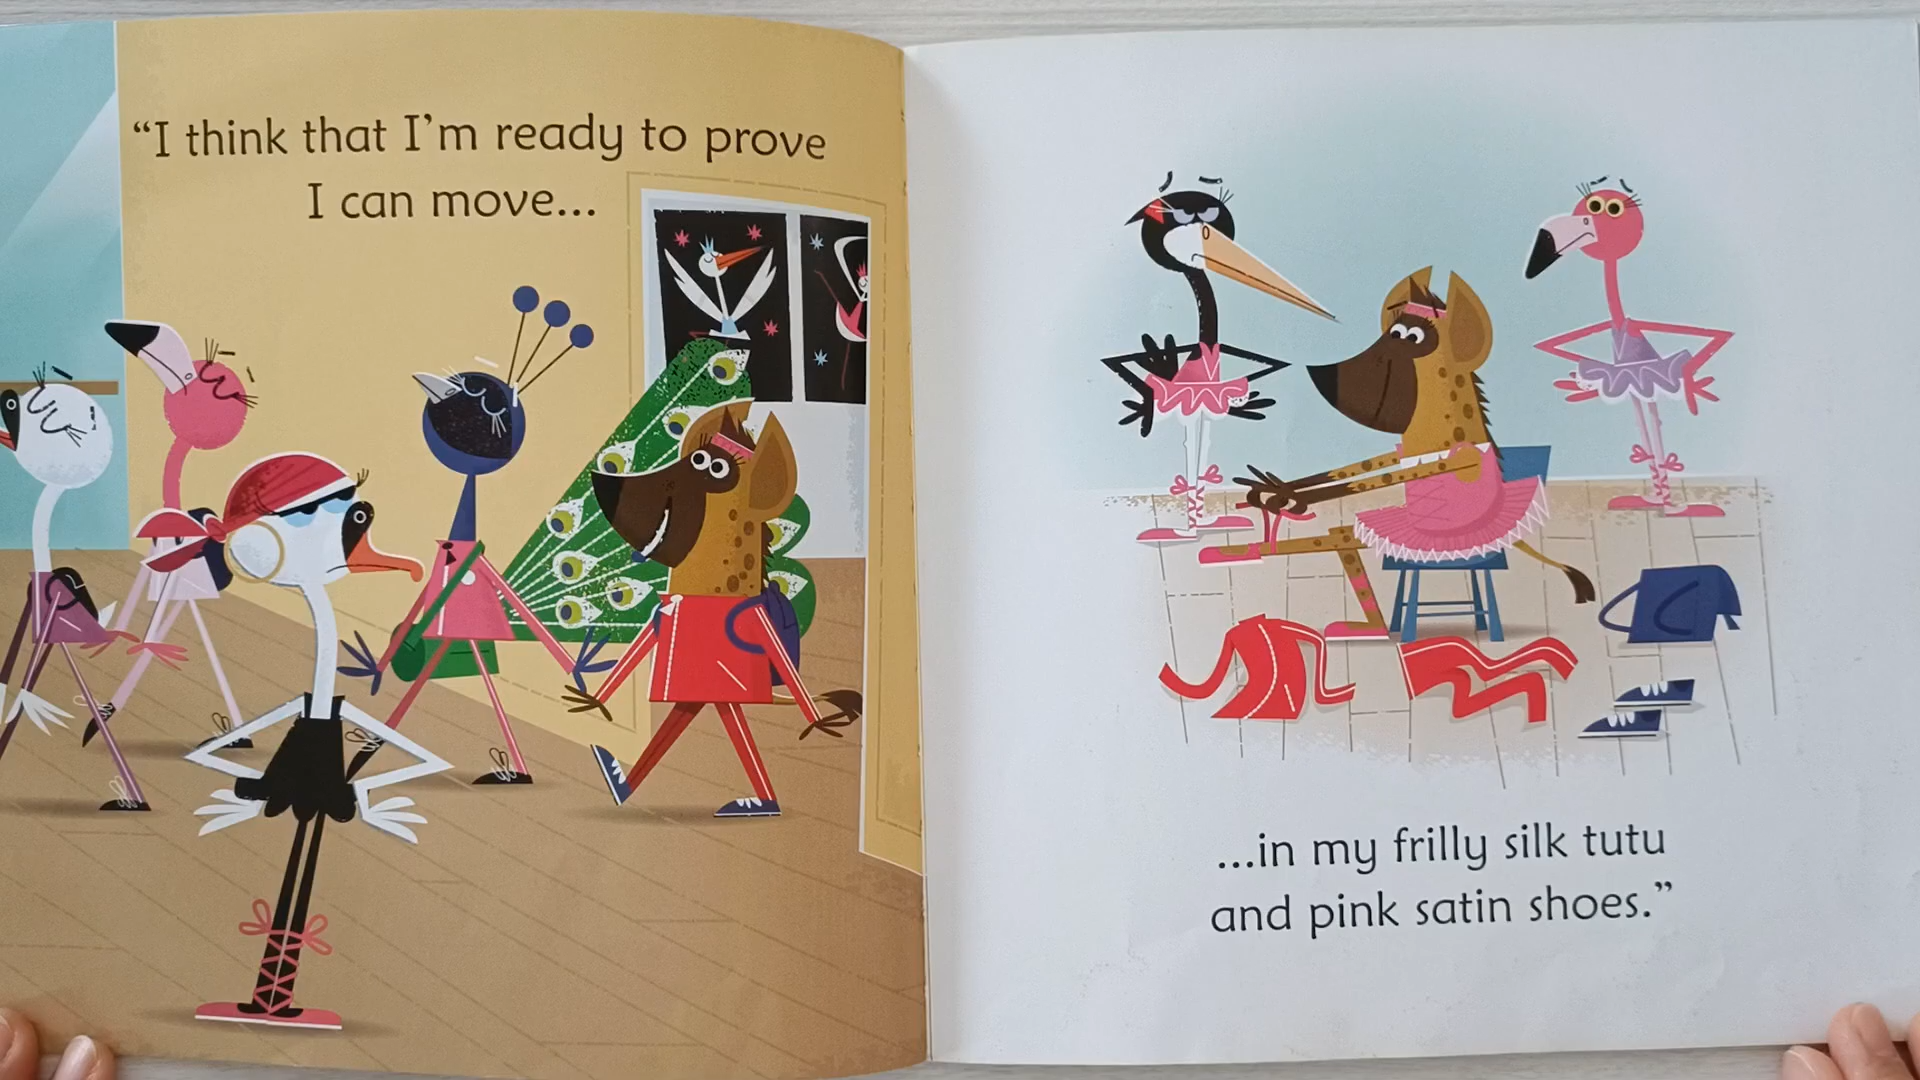 “I think that I’m ready to prove
I can move...
...in my frilly silk tutu
and pink satin shoes.”